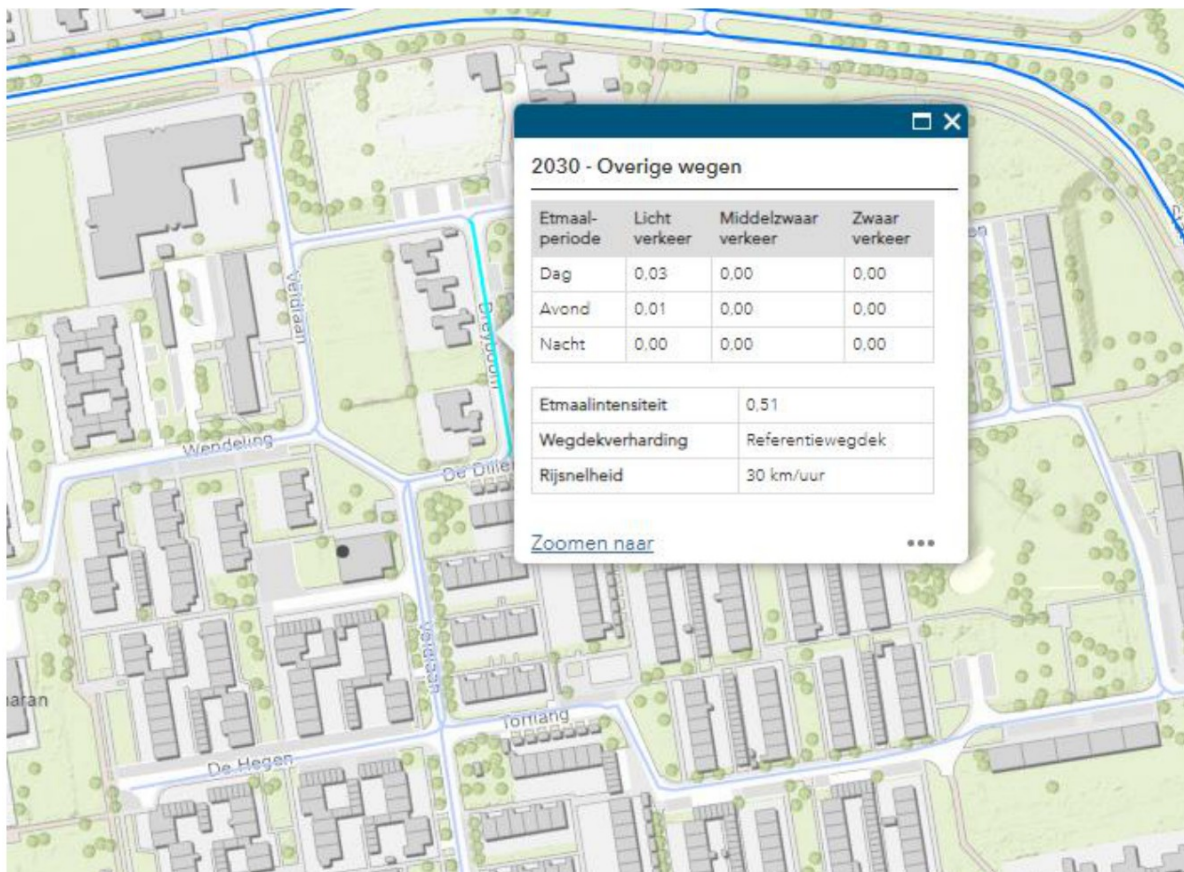 2030 - Overige wegen
Etmaal- Licht Middelzwaar Zwaar
periode verkeer verkeer verkeer
Dag 0,03 0,00 0,00
Avond 0,01 0,00 0,00
Nacht 0,00 0,00 0,00
Etmaalintensiteit 0,51
Wegdekverharding Referentiewegdek
Rijsnelheid 30 km/uur
Zoomen naar
Veldlaan
Wendeling
De Dille
Veldlaan
Tormang
De Hegen